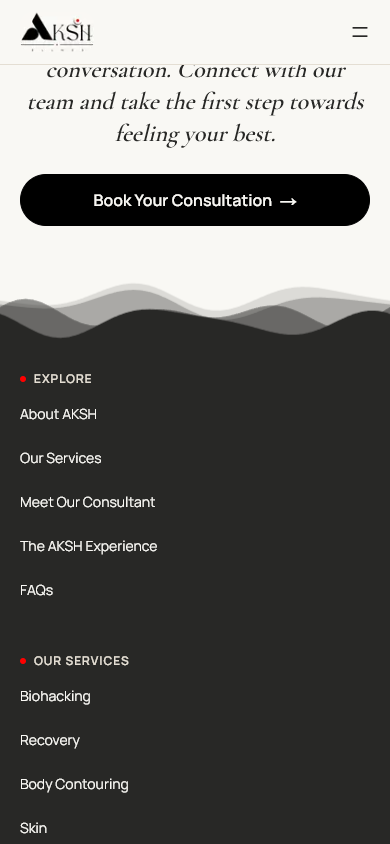 AKSH
conversation. Connect with our
team and take the first step towards
feeling your best.
Book Your Consultation →
EXPLORE
About AKSH
Our Services
Meet Our Consultant
The AKSH Experience
FAQs
OUR SERVICES
Biohacking
Recovery
Body Contouring
Skin